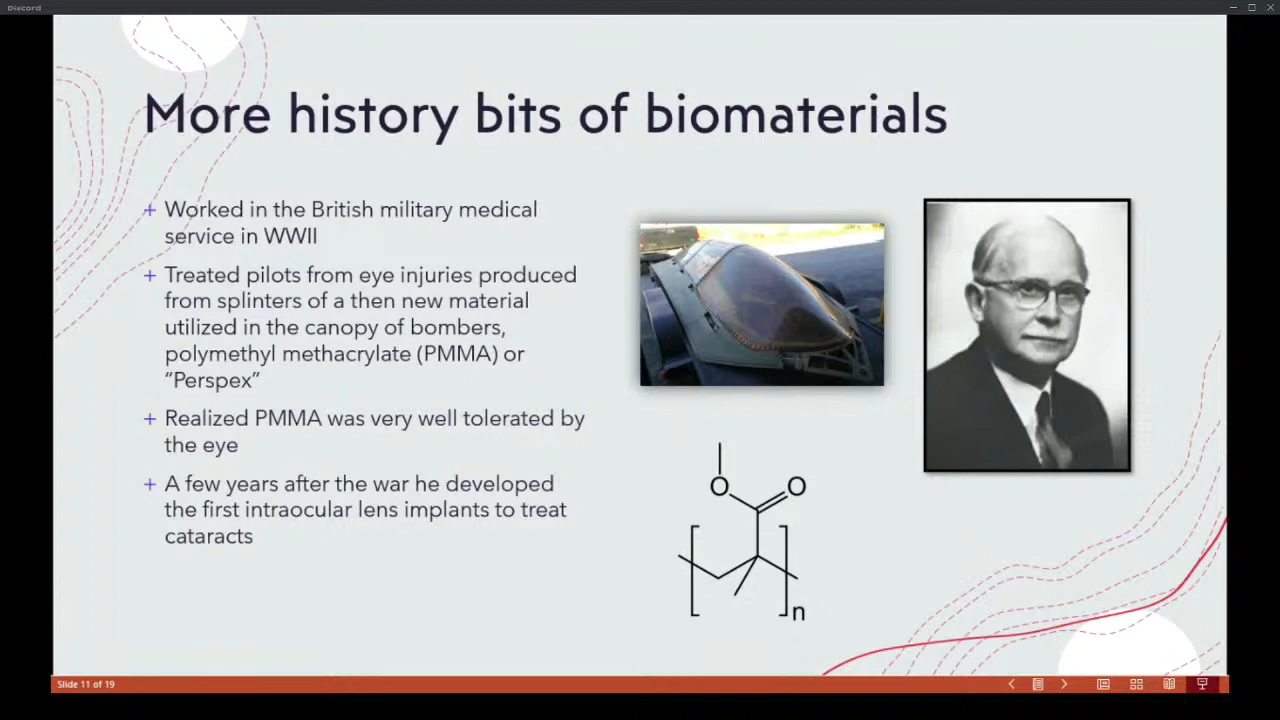 Discord
More history bits of biomaterials
+ Worked in the British military medical
service in WWII
+ Treated pilots from eye injuries produced
from splinters of a then new material
utilized in the canopy of bombers,
polymethyl methacrylate (PMMA) or
“Perspex”
+ Realized PMMA was very well tolerated by
the eye
+ A few years after the war he developed
the first intraocular lens implants to treat
cataracts
O
O
n
Slide 11 of 19